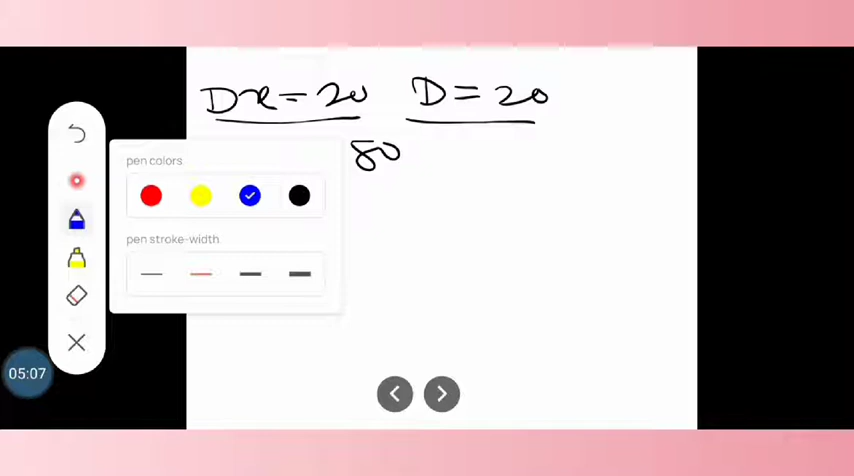 Dx = 20 D = 20
80
pen colors
pen stroke-width
05:07